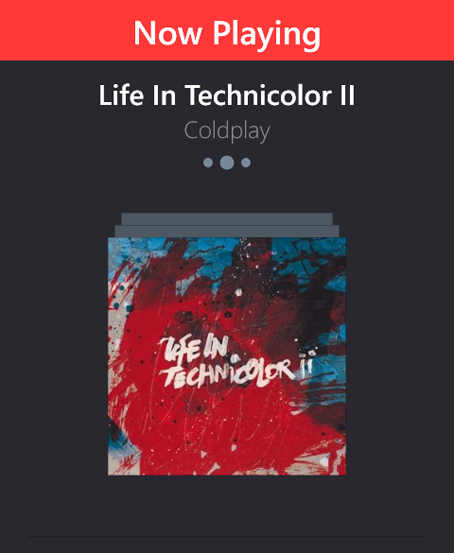 Now Playing
Life In Technicolor II
Coldplay
LIFE IN
TECHNICOLOR ii